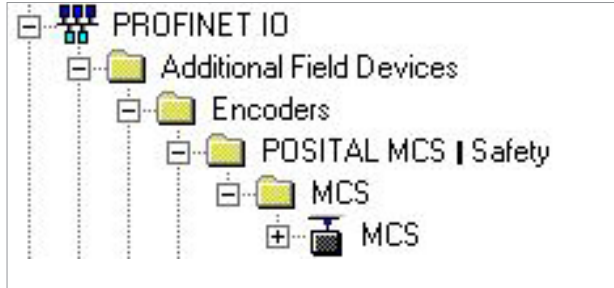 PROFINET IO
Additional Field Devices
Encoders
POSITAL MCS | Safety
MCS
MCS